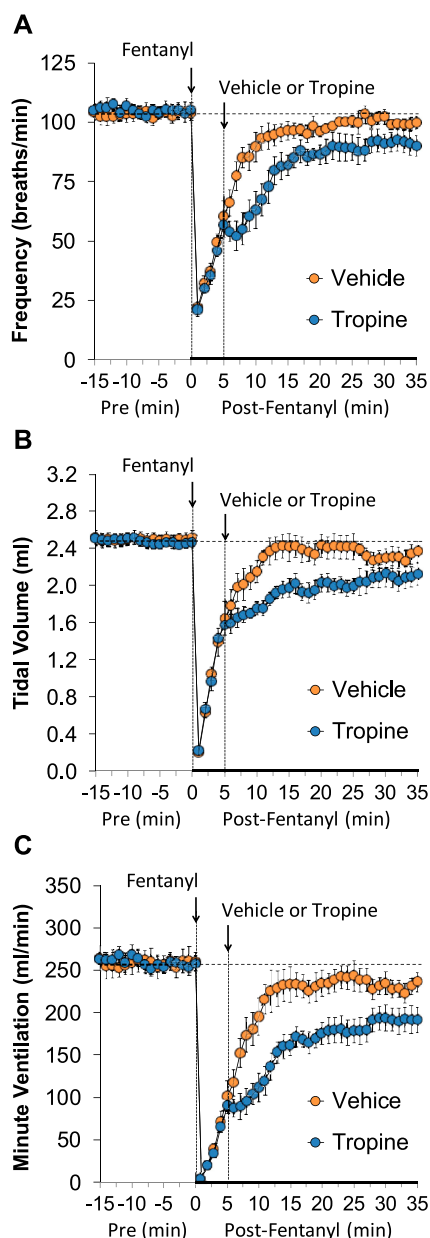 A
Fentanyl
Vehicle or Tropine
Frequency (breaths/min)
125
100
75
50
25
0
Vehicle
Tropine
-15 -10 -5 0 5 10 15 20 25 30 35
Pre (min) Post-Fentanyl (min)
B
Fentanyl
Vehicle or Tropine
Tidal Volume (ml)
3.2
2.8
2.4
2.0
1.6
1.2
0.8
0.4
0.0
Vehicle
Tropine
-15 -10 -5 0 5 10 15 20 25 30 35
Pre (min) Post-Fentanyl (min)
C
Fentanyl
Vehicle or Tropine
Minute Ventilation (ml/min)
350
300
250
200
150
100
50
0
Vehice
Tropine
-15 -10 -5 0 5 10 15 20 25 30 35
Pre (min) Post-Fentanyl (min)